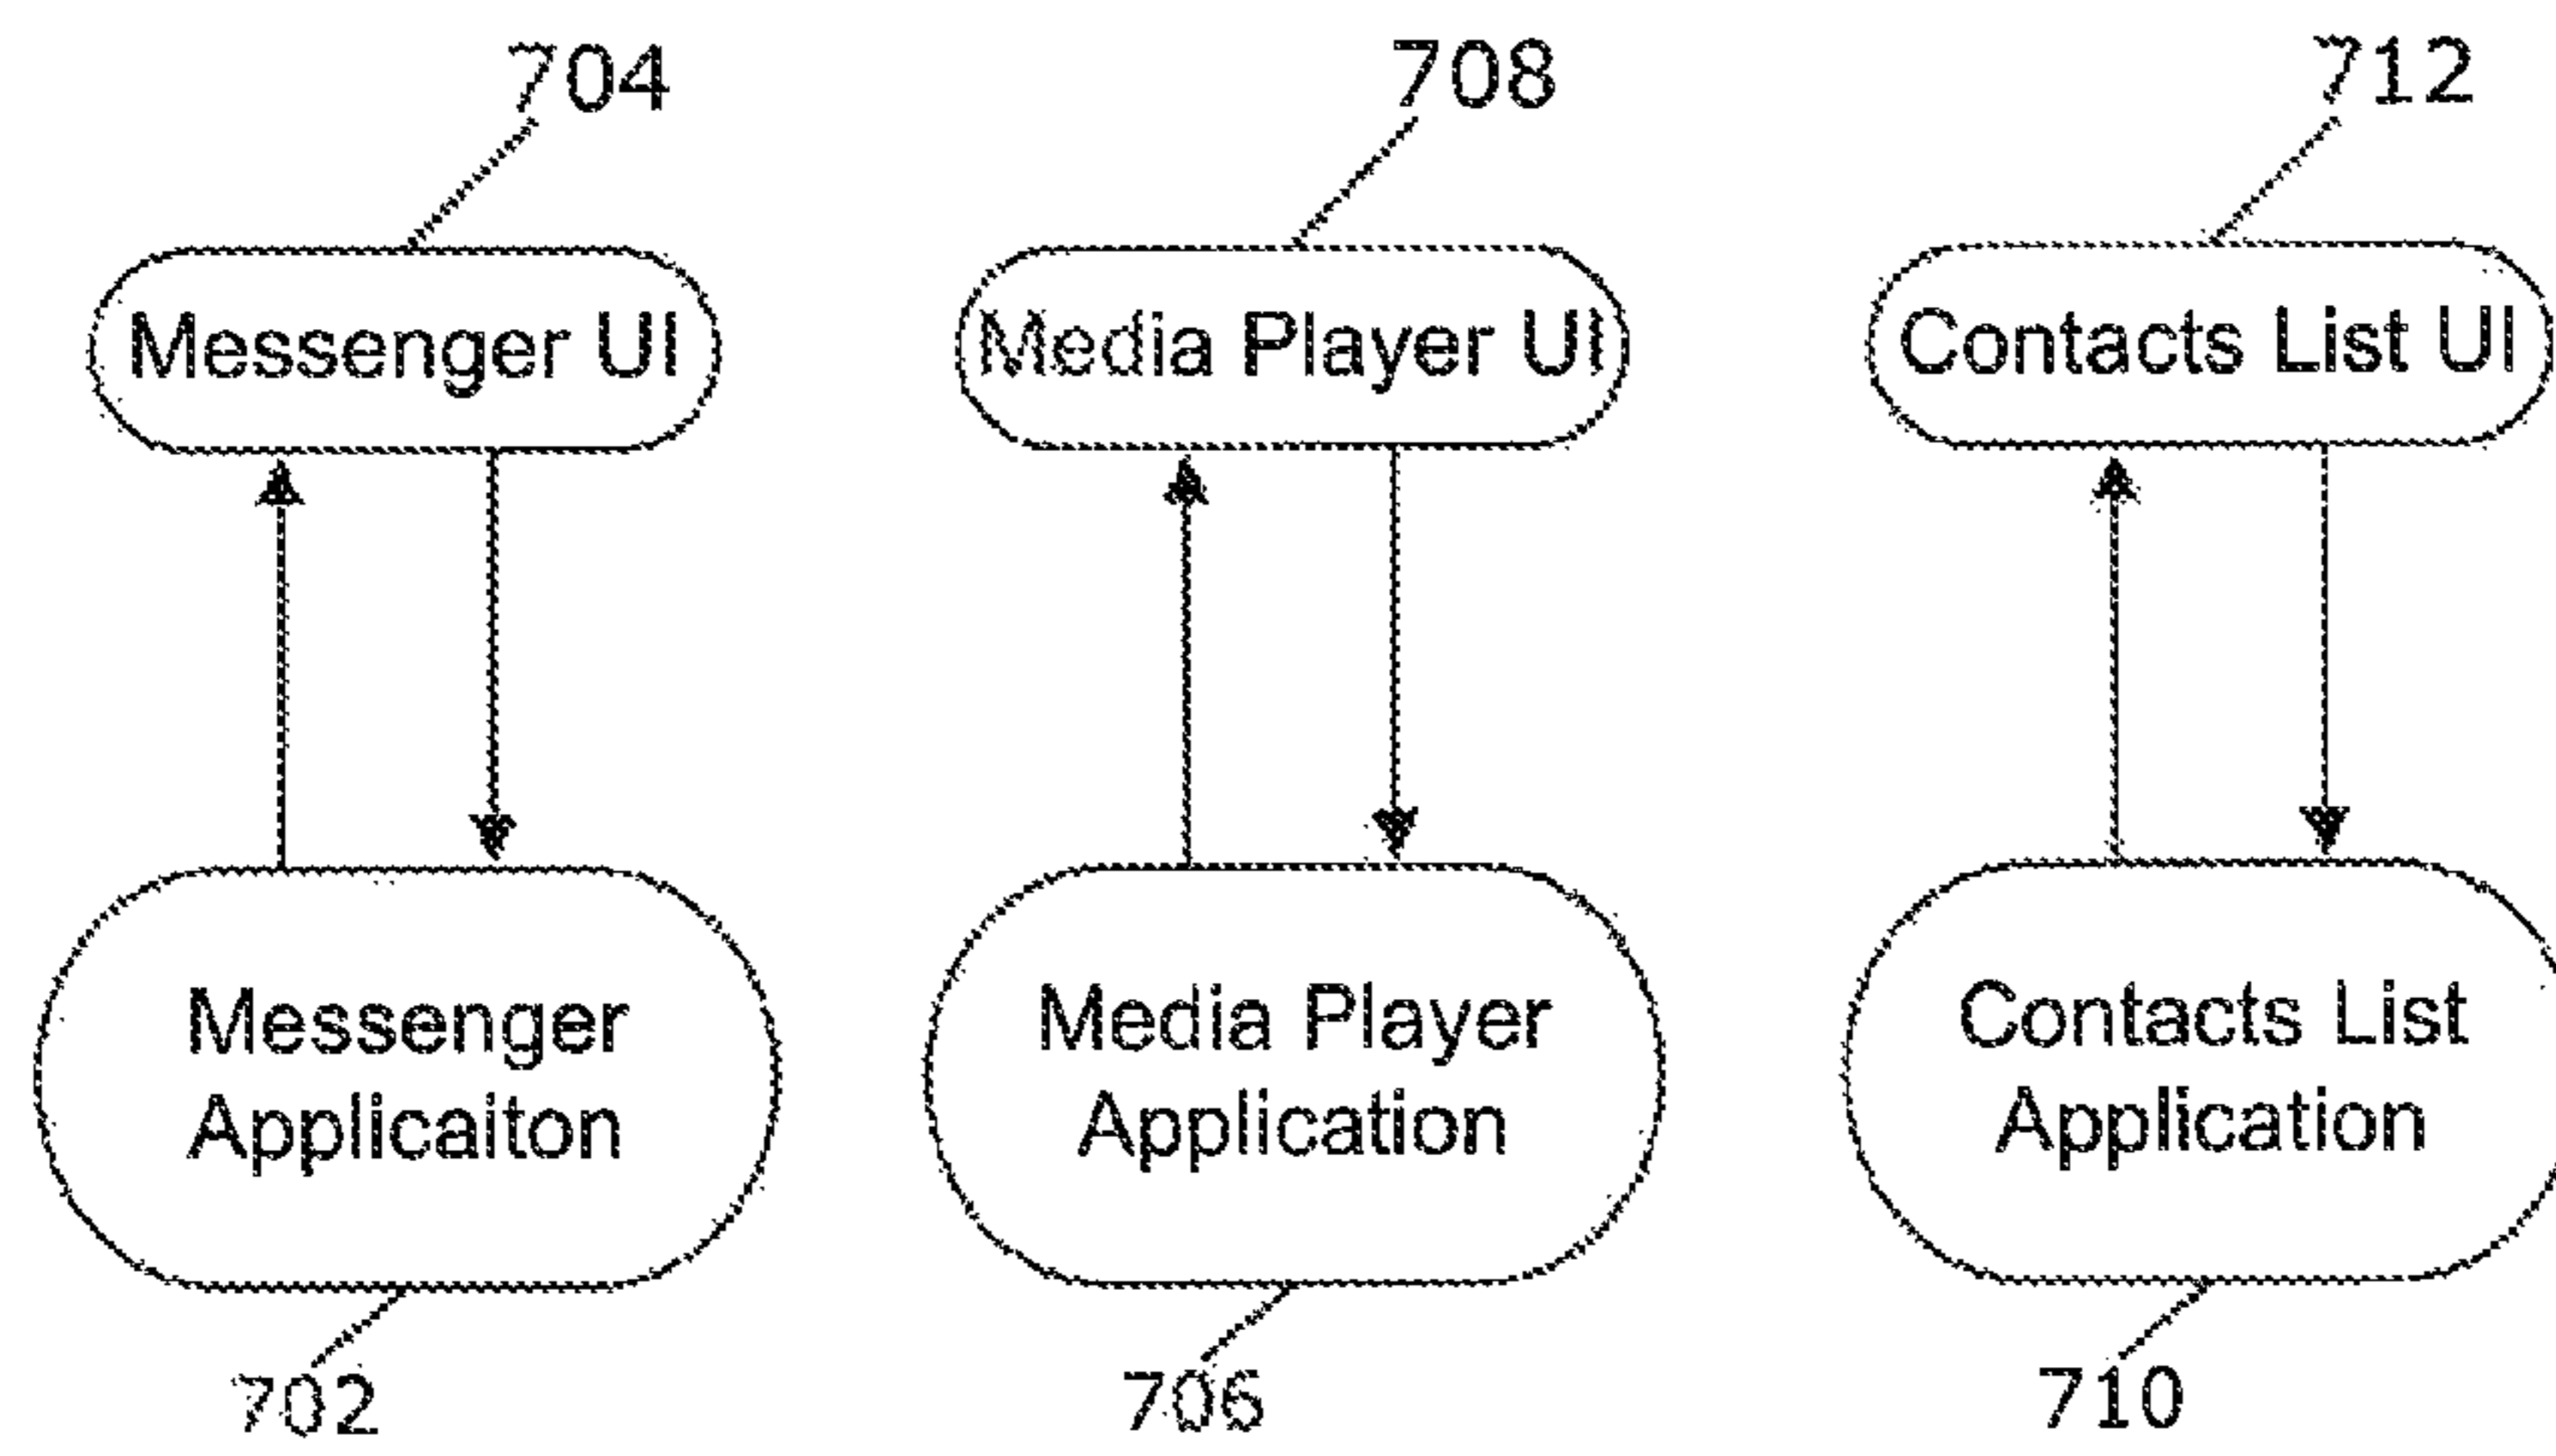 704
708
712
Messenger UI
Media Player UI
Contacts List UI
Messenger
Applicaiton
Media Player
Application
Contacts List
Application
702
706
710